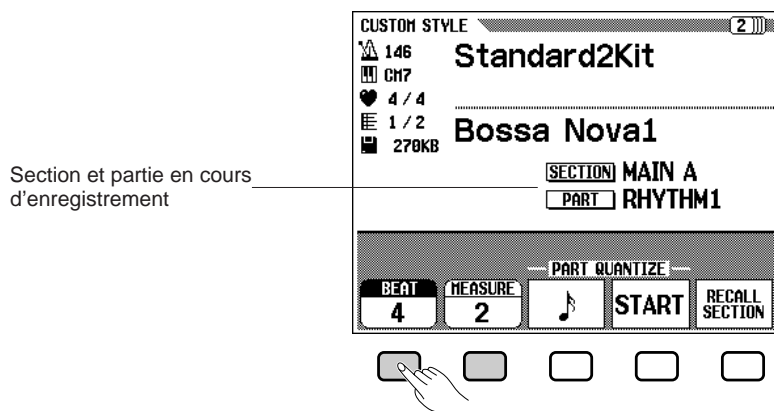 CUSTOM STYLE 2
146
CM7
4/4
1/2
270KB
Standard2Kit
Bossa Nova1
SECTION MAIN A
PART RHYTHM1
Section et partie en cours
d'enregistrement
PART QUANTIZE
BEAT
4
MEASURE
2
START
RECALL
SECTION